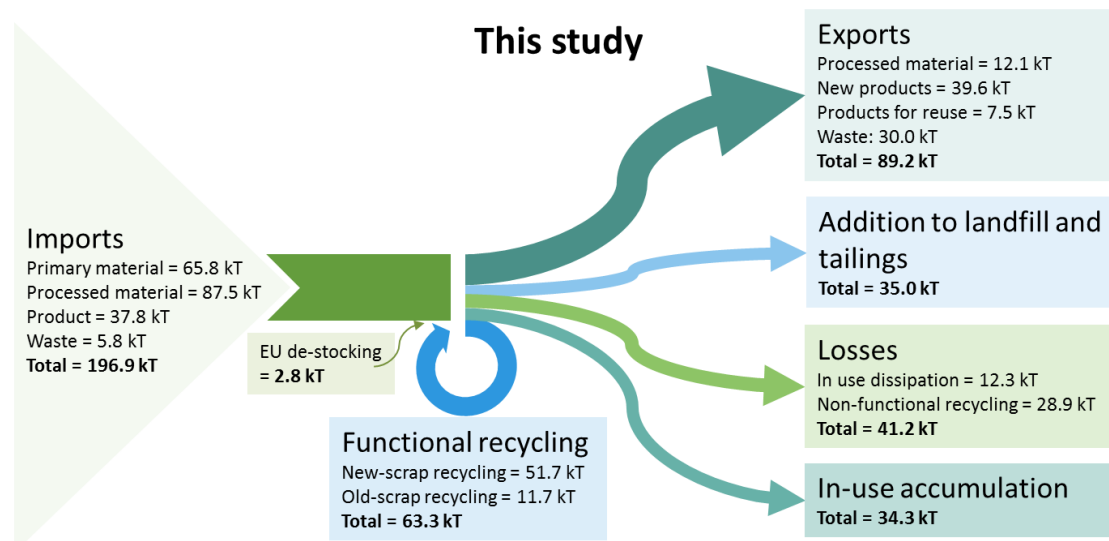 This study
Imports
Primary material = 65.8 kT
Processed material = 87.5 kT
Product = 37.8 kT
Waste = 5.8 kT
Total = 196.9 kT
EU de-stocking
= 2.8 kT
Functional recycling
New-scrap recycling = 51.7 kT
Old-scrap recycling = 11.7 kT
Total = 63.3 kT
Exports
Processed material = 12.1 kT
New products = 39.6 kT
Products for reuse = 7.5 kT
Waste: 30.0 kT
Total = 89.2 kT
Addition to landfill and
tailings
Total = 35.0 kT
Losses
In use dissipation = 12.3 kT
Non-functional recycling = 28.9 kT
Total = 41.2 kT
In-use accumulation
Total = 34.3 kT